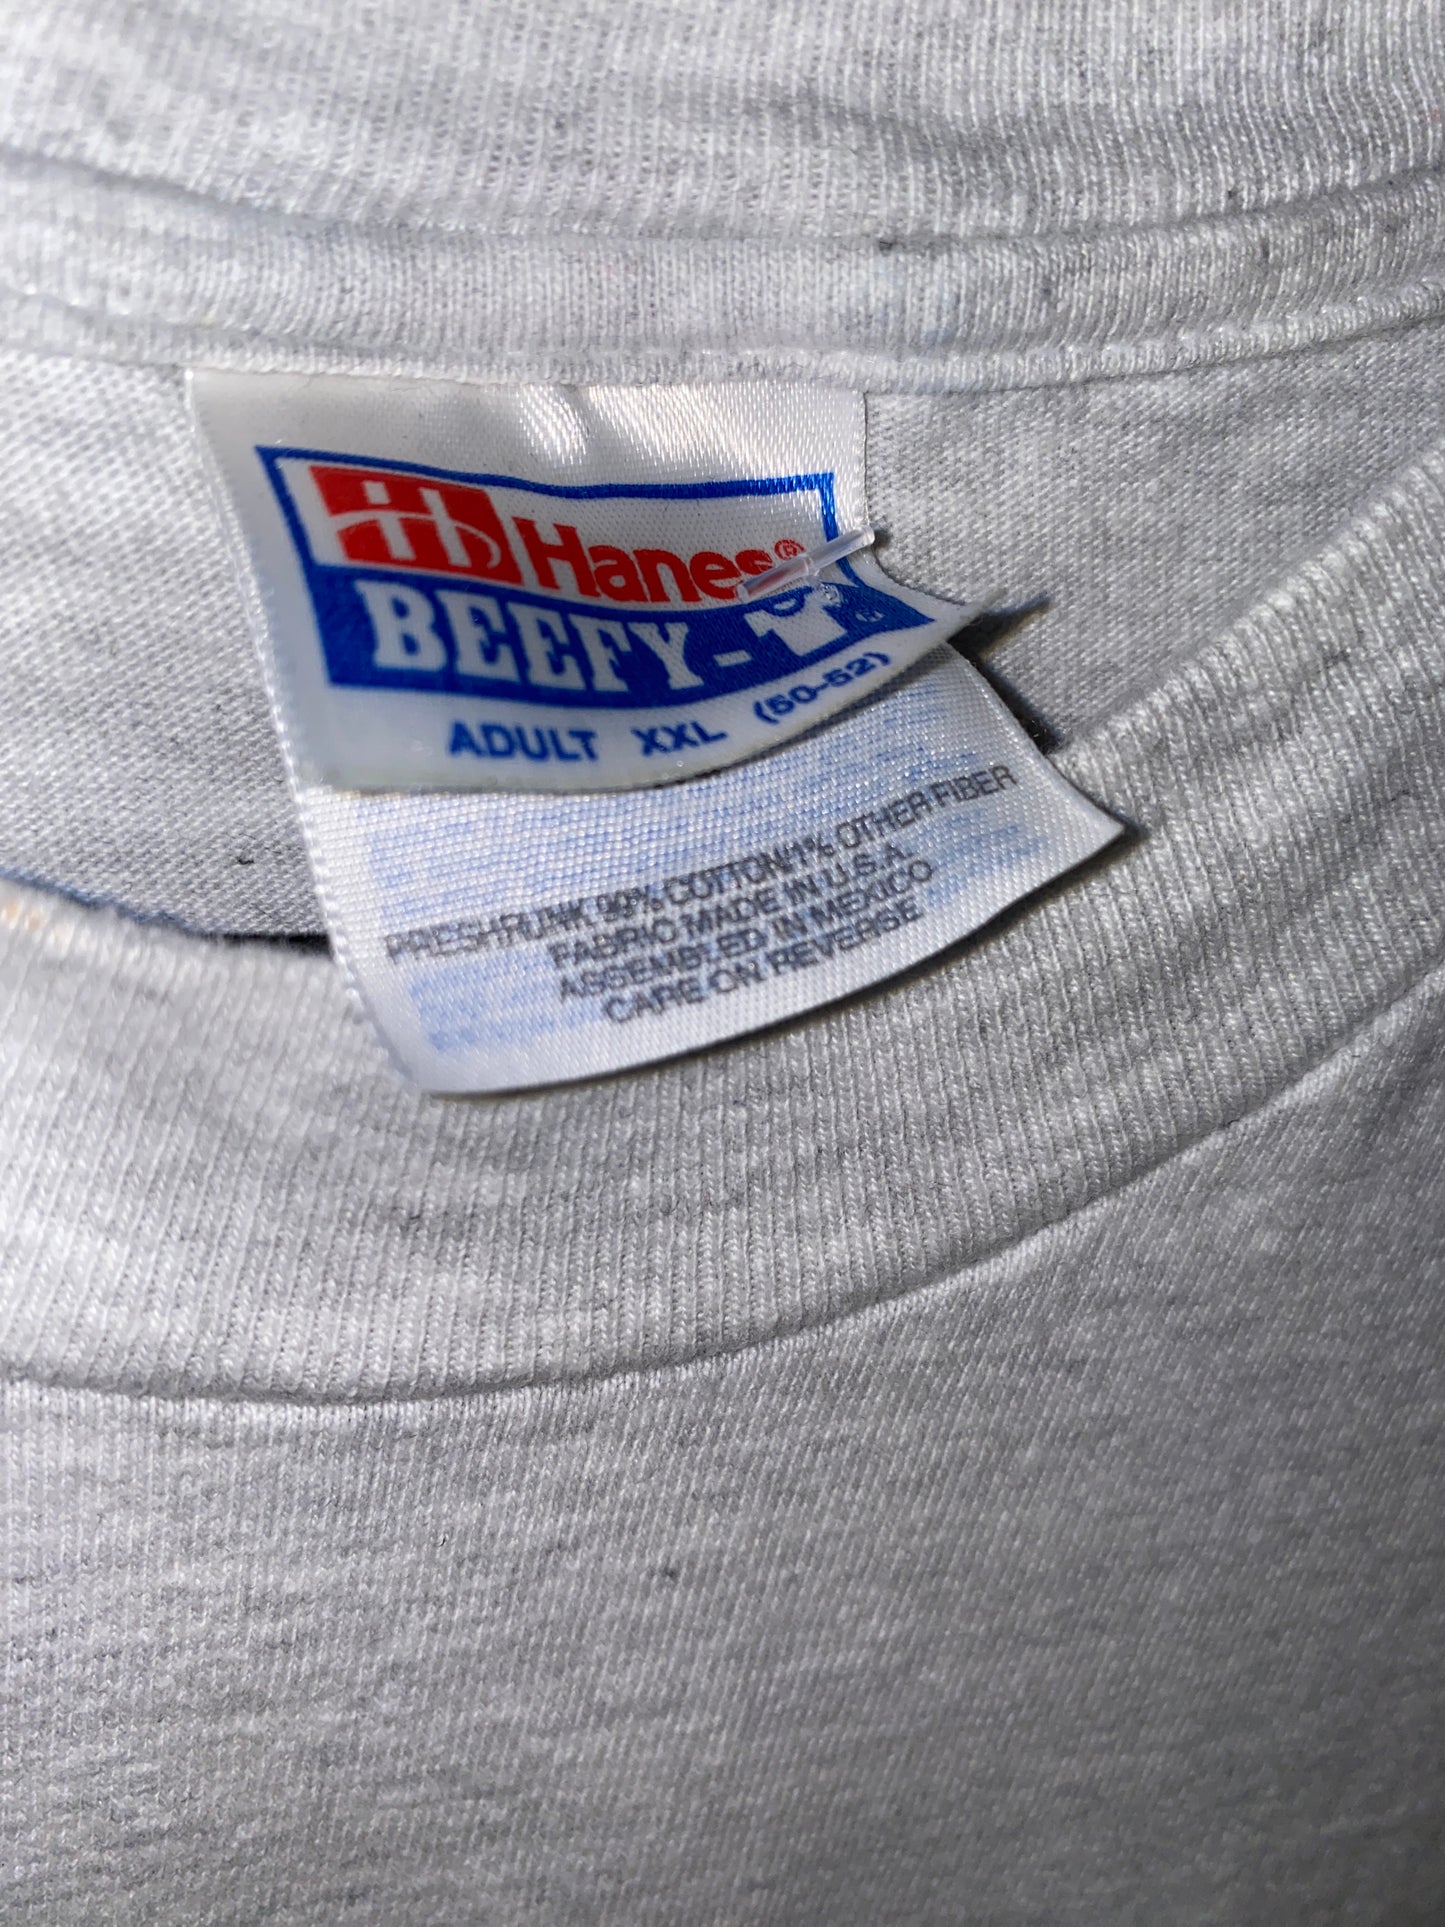 Hanes®
BEEFY-T®
ADULT XXL (50-52)
PRESHRUNK 99% COTTON/1% OTHER FIBER
FABRIC MADE IN U.S.A.
ASSEMBLED IN MEXICO
CARE ON REVERSE